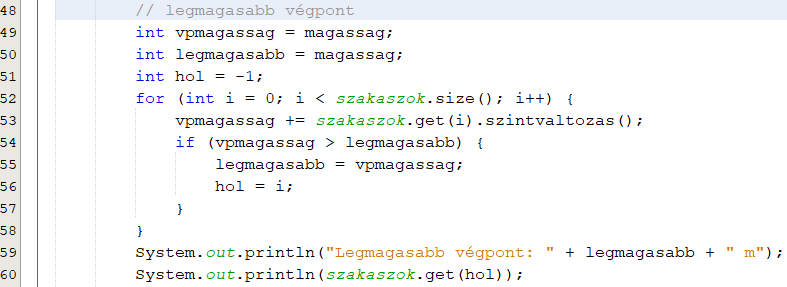 48 // legmagasabb végpont
49 int vpmagassag = magassag;
50 int legmagasabb = magassag;
51 int hol = -1;
52 for (int i = 0; i < szakaszok.size(); i++) {
53 vpmagassag += szakaszok.get(i).szintvaltozas();
54 if (vpmagassag > legmagasabb) {
55 legmagasabb = vpmagassag;
56 hol = i;
57 }
58 }
59 System.out.println("Legmagasabb végpont: " + legmagasabb + " m");
60 System.out.println(szakaszok.get(hol));